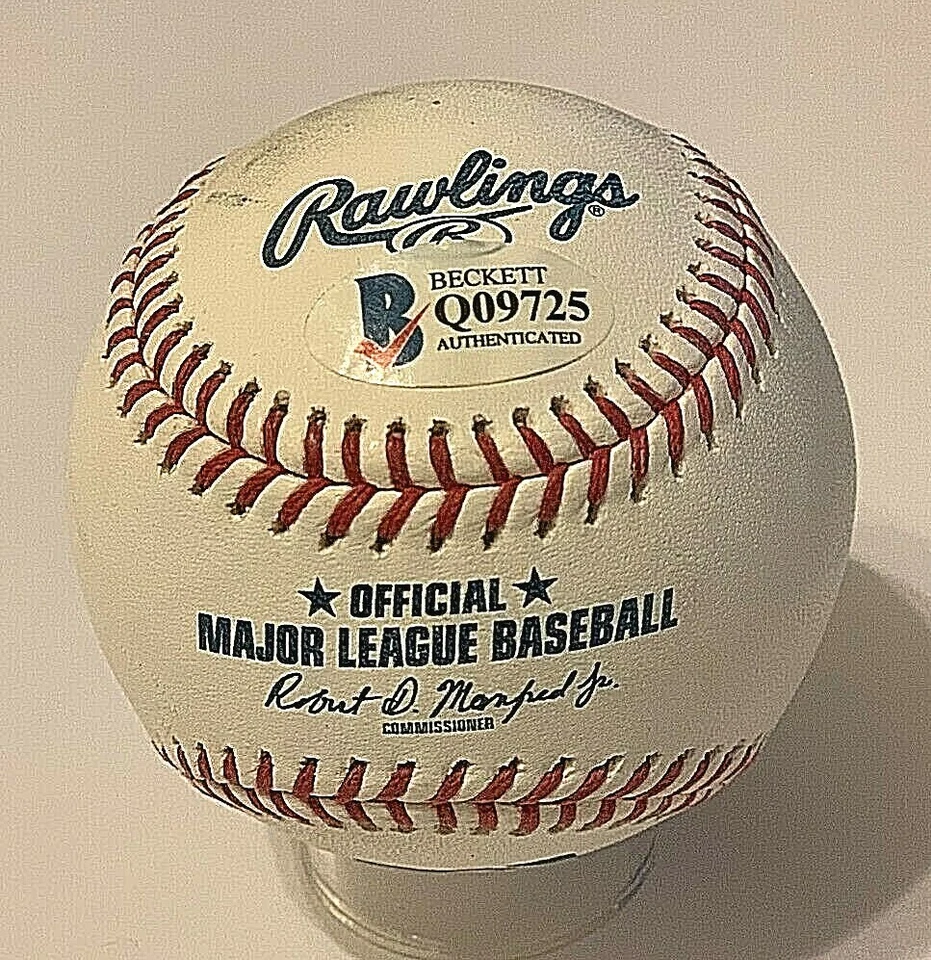 Rawlings®
R
B BECKETT
Q09725
AUTHENTICATED
★ OFFICIAL ★
MAJOR LEAGUE BASEBALL
Robert D. Manfred Jr.
COMMISSIONER